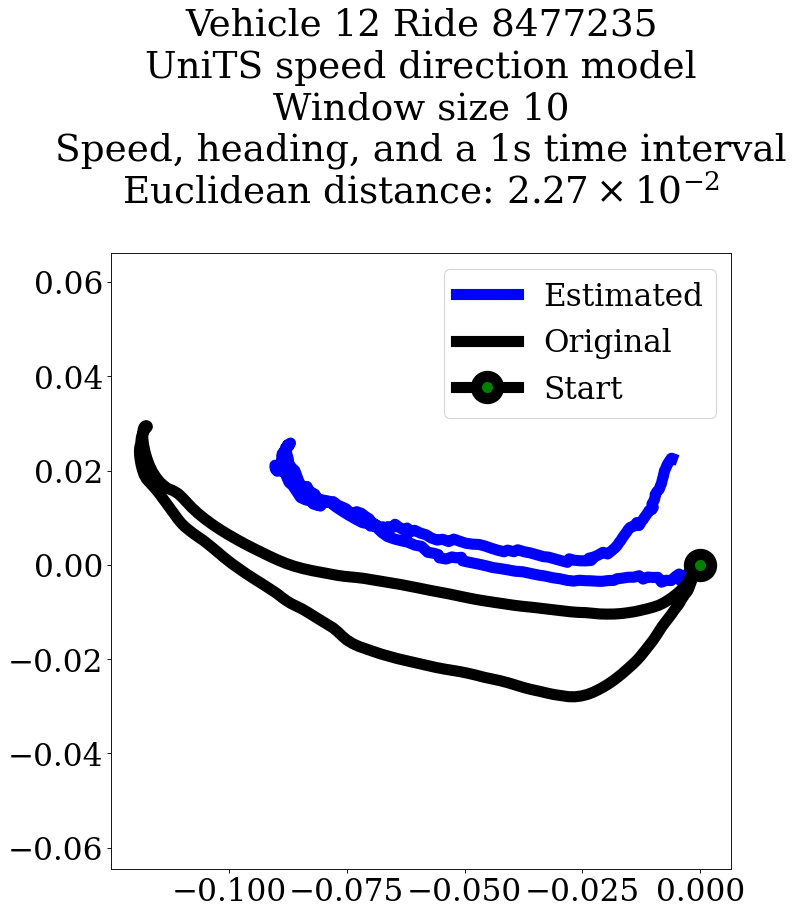 Vehicle 12 Ride 8477235
UniTS speed direction model
Window size 10
Speed, heading, and a 1s time interval
Euclidean distance: 2.27 × 10⁻²
Estimated
Original
Start
0.06
0.04
0.02
0.00
−0.02
−0.04
−0.06
−0.100 −0.075 −0.050 −0.025 0.000